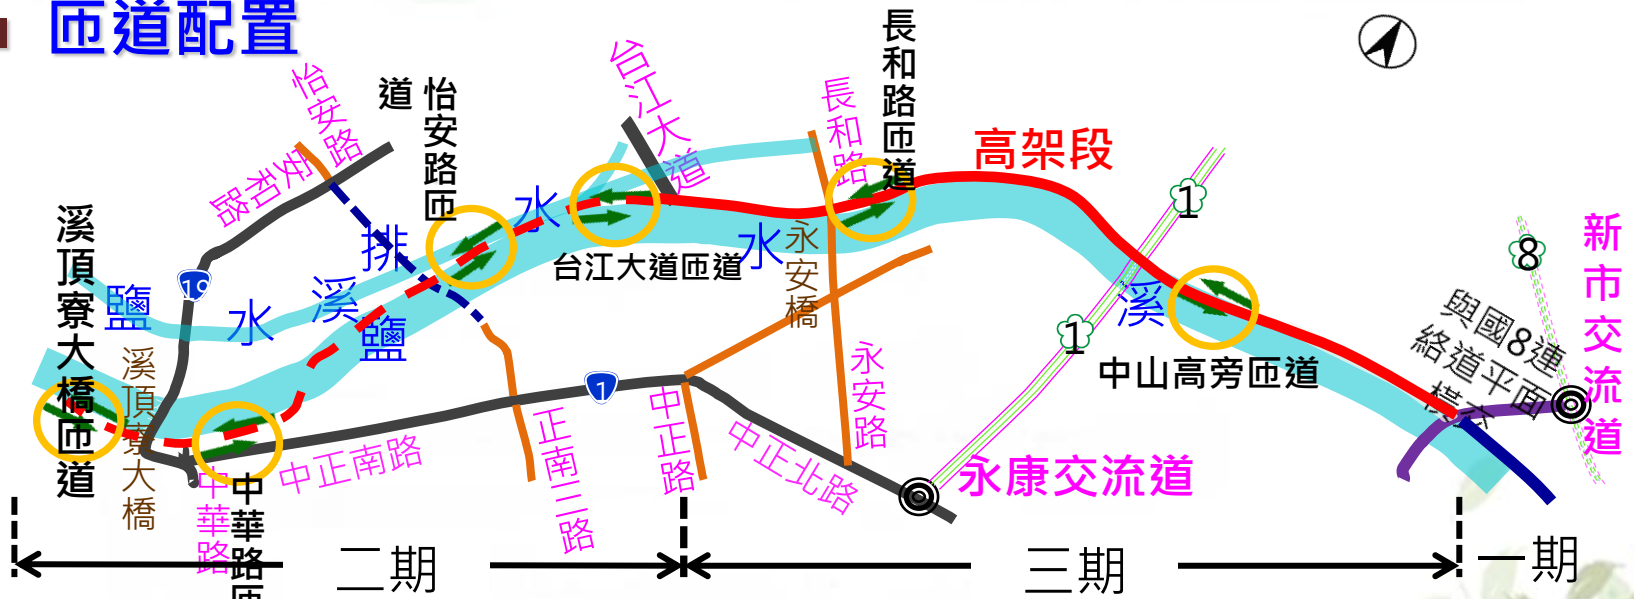 匝道配置
怡安路
安和路
怡安路匝道
台江大道
長和路
長和路匝道
高架段
1
1
8
新市交流道
溪頂寮大橋匝道
19
鹽水溪排水
鹽水溪
台江大道匝道
永安橋
中山高旁匝道
與國8連絡道平面橫交
溪頂寮大橋
中華路
中華路匝
中正南路
1
正南三路
中正路
中正北路
永安路
永康交流道
二期
三期
一期